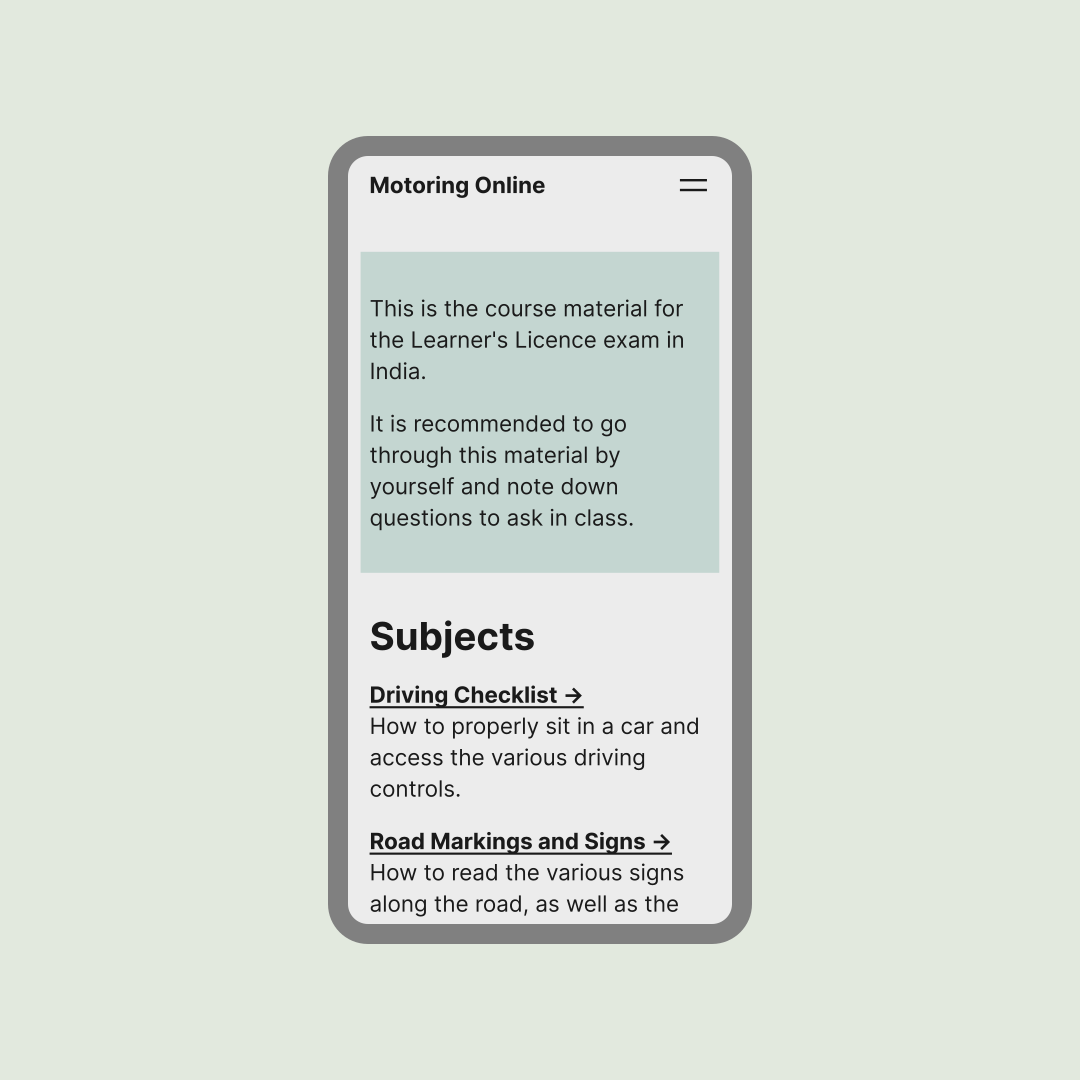 Motoring Online
This is the course material for
the Learner's Licence exam in
India.
It is recommended to go
through this material by
yourself and note down
questions to ask in class.
Subjects
Driving Checklist →
How to properly sit in a car and
access the various driving
controls.
Road Markings and Signs →
How to read the various signs
along the road, as well as the